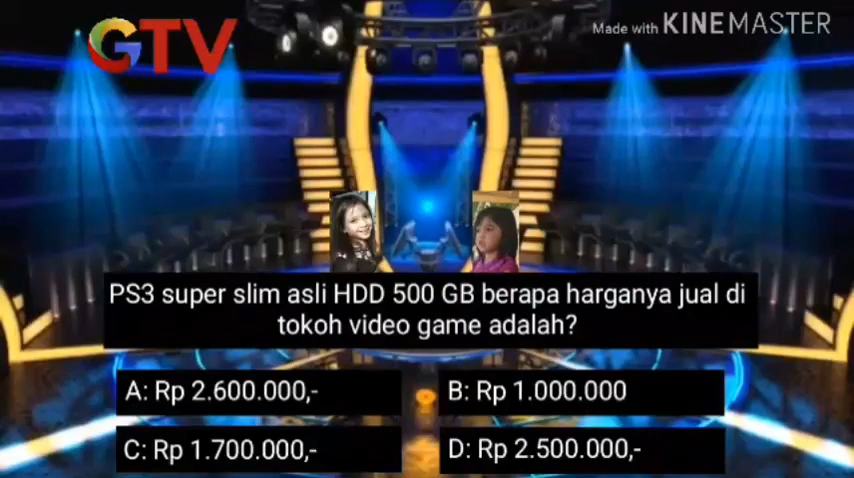 GTV
Made with KINEMASTER
PS3 super slim asli HDD 500 GB berapa harganya jual di
tokoh video game adalah?
A: Rp 2.600.000,-
B: Rp 1.000.000
C: Rp 1.700.000,-
D: Rp 2.500.000,-